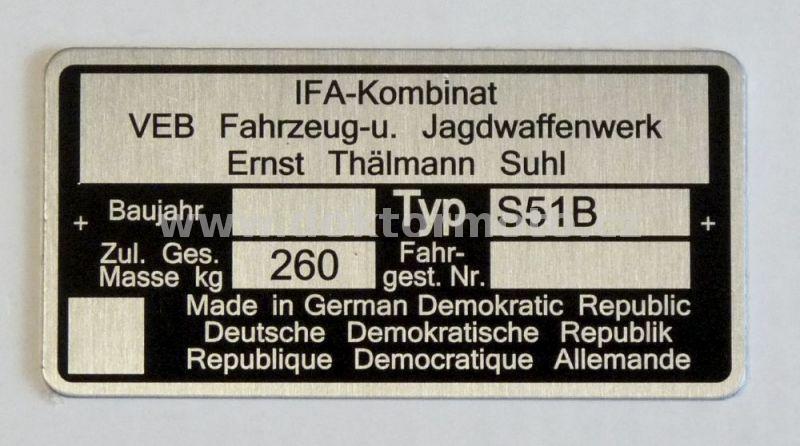 IFA-Kombinat
VEB Fahrzeug-u. Jagdwaffenwerk
Ernst Thälmann Suhl
Baujahr Typ S51B
Zul. Ges. Masse kg 260 Fahr-
gest. Nr.
Made in German Demokratic Republic
Deutsche Demokratische Republik
Republique Democratique Allemande